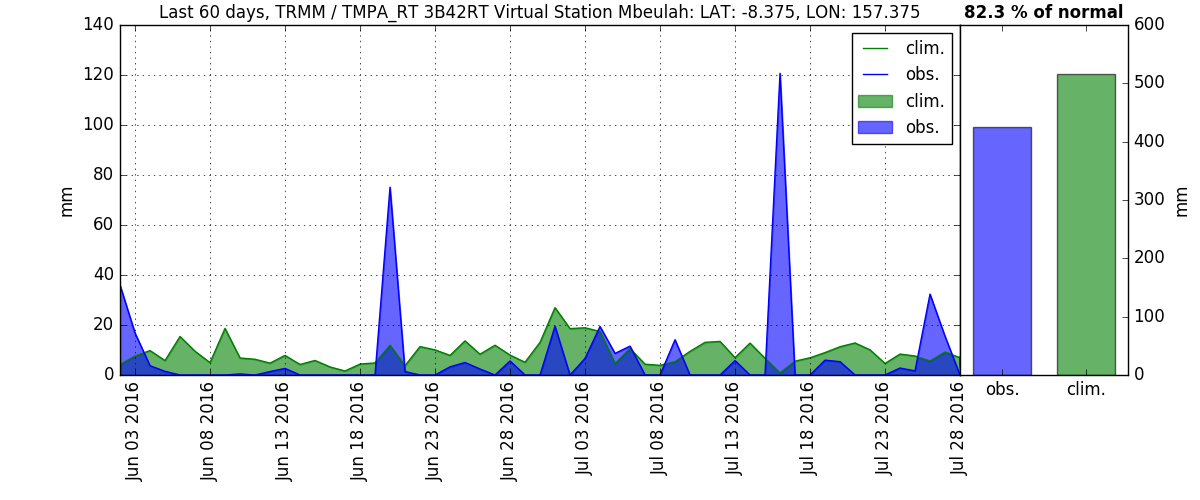 Last 60 days, TRMM / TMPA_RT 3B42RT Virtual Station Mbeulah: LAT: -8.375, LON: 157.375
82.3 % of normal
140
120
100
80
60
40
20
0
mm
clim.
obs.
clim.
obs.
600
500
400
300
200
100
0
mm
Jun 03 2016
Jun 08 2016
Jun 13 2016
Jun 18 2016
Jun 23 2016
Jun 28 2016
Jul 03 2016
Jul 08 2016
Jul 13 2016
Jul 18 2016
Jul 23 2016
Jul 28 2016
obs.
clim.